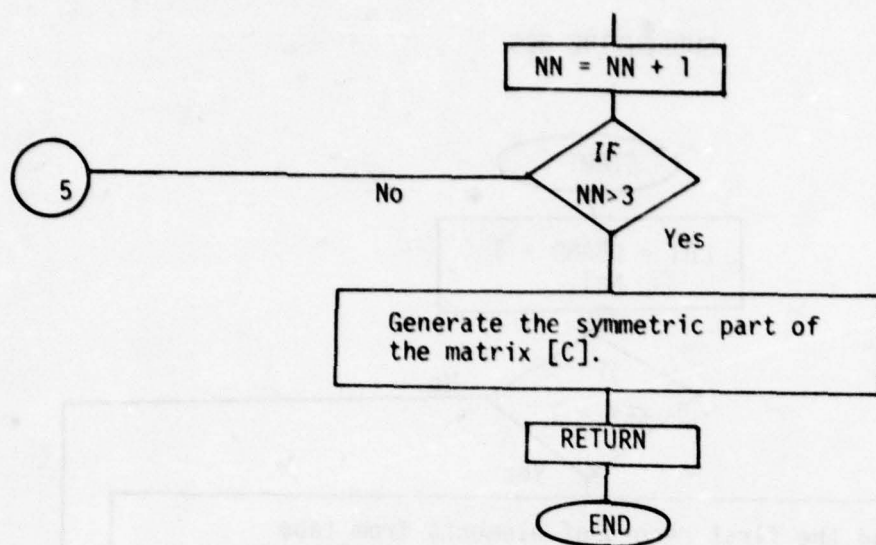 NN = NN + 1
IF
NN>3
5
No
Yes
Generate the symmetric part of
the matrix [C].
RETURN
END